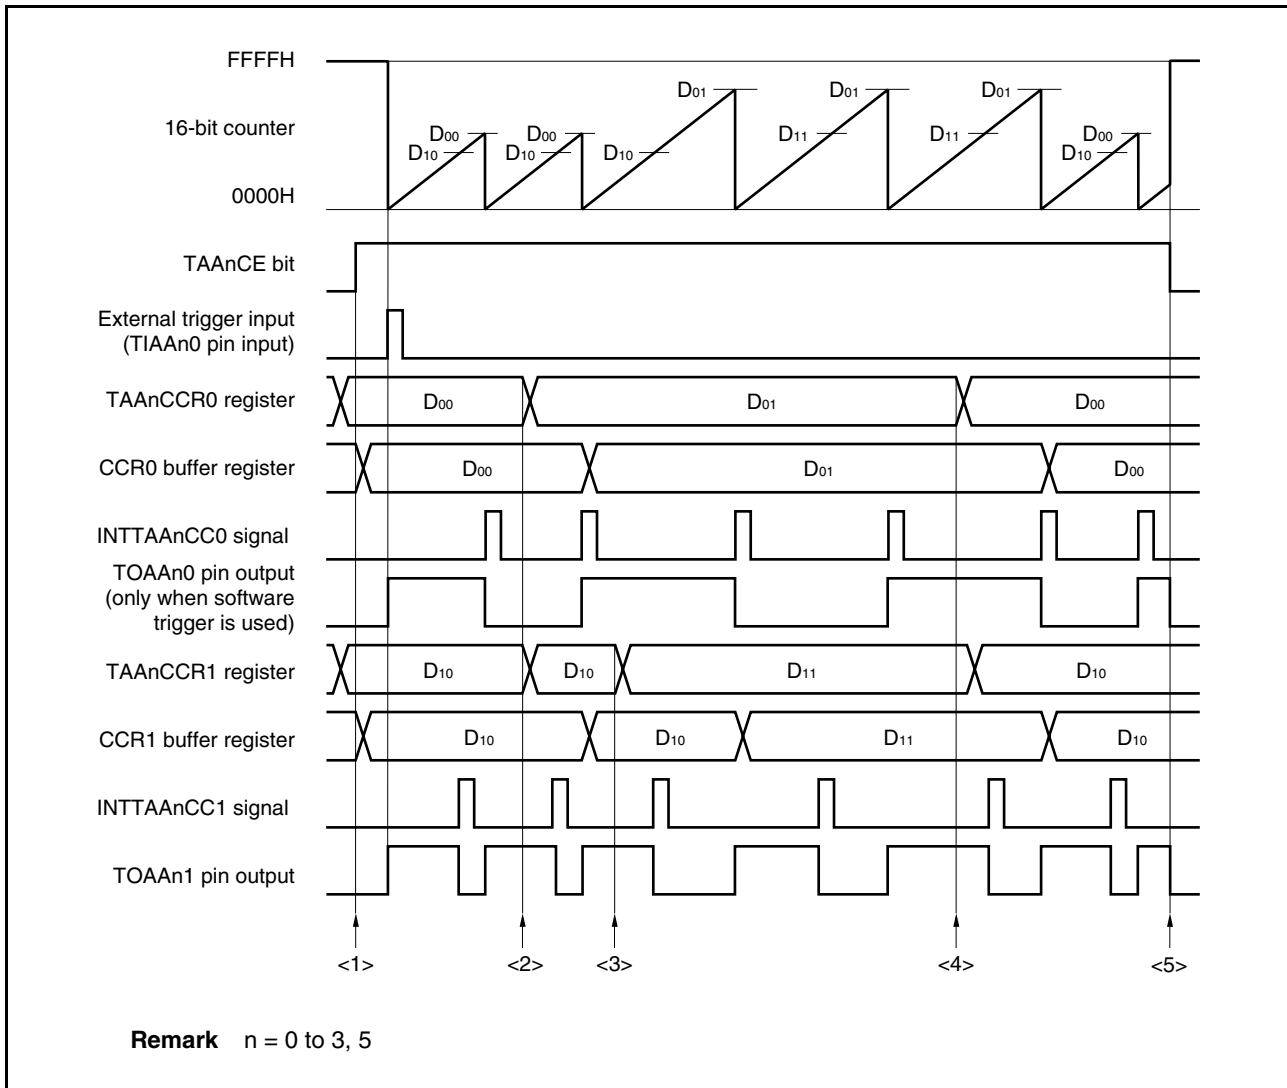 FFFFH
16-bit counter
0000H
D00 D00 D01 D01 D01 D00
D10 D10 D10 D11 D11 D10
TAAnCE bit
External trigger input
(TIAAn0 pin input)
TAAnCCR0 register D00 D01 D00
CCR0 buffer register D00 D01 D00
INTTAAnCC0 signal
TOAAn0 pin output
(only when software
trigger is used)
TAAnCCR1 register D10 D10 D11 D10
CCR1 buffer register D10 D10 D11 D10
INTTAAnCC1 signal
TOAAn1 pin output
<1> <2> <3> <4> <5>
Remark n = 0 to 3, 5